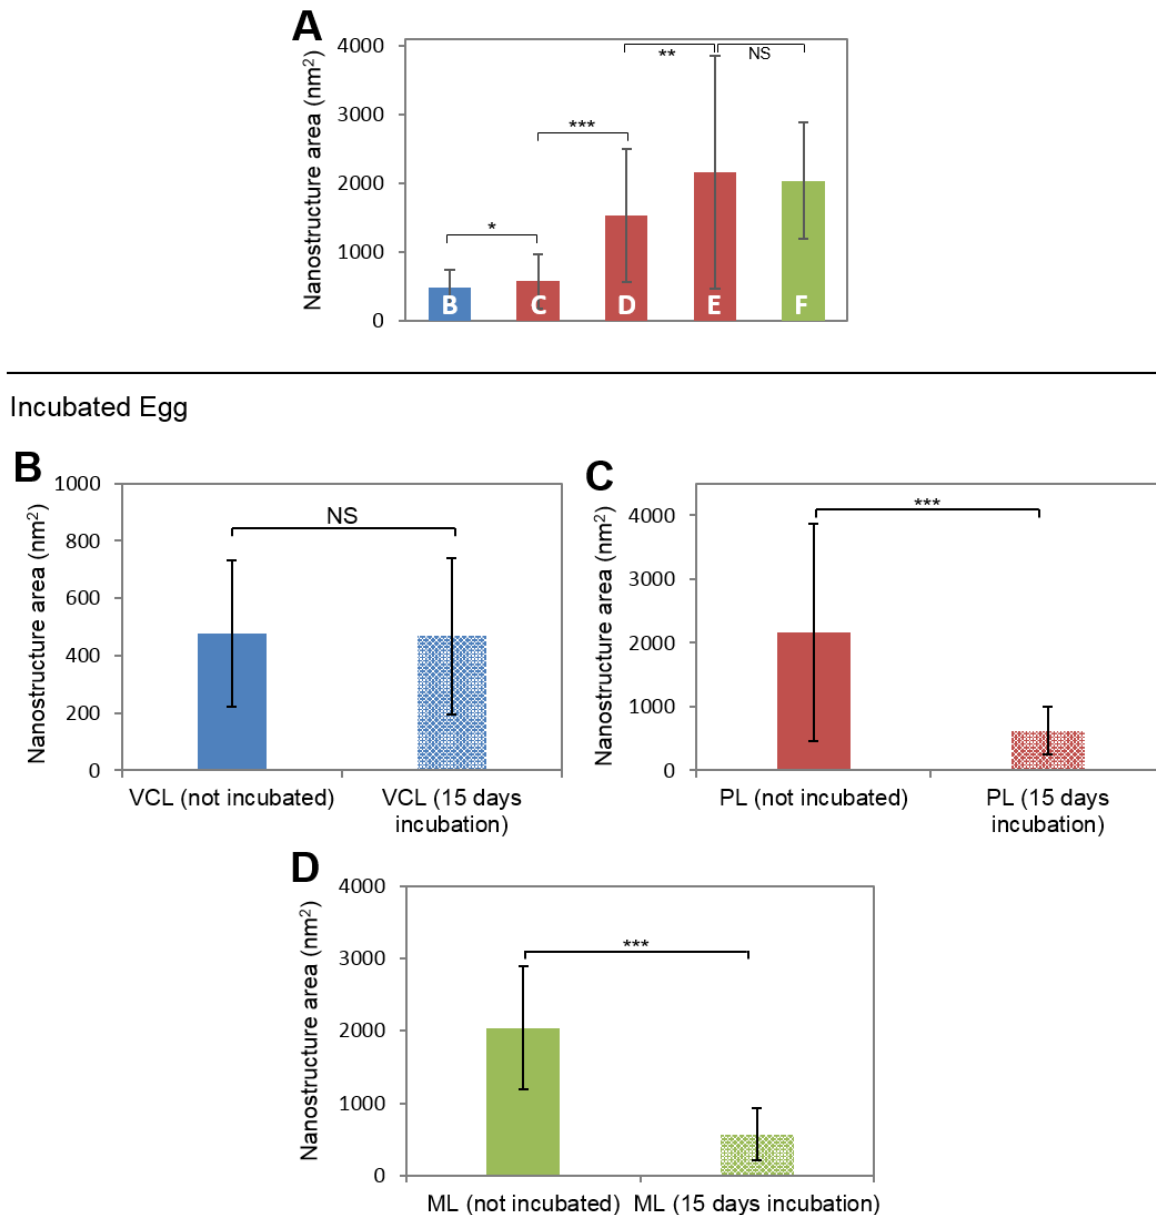 A
Nanostructure area (nm²)
4000
3000
2000
1000
0
*
***
**
NS
B
C
D
E
F
Incubated Egg
B
Nanostructure area (nm²)
1000
800
600
400
200
0
NS
VCL (not incubated)
VCL (15 days
incubation)
C
Nanostructure area (nm²)
4000
3000
2000
1000
0
***
PL (not incubated)
PL (15 days
incubation)
D
Nanostructure area (nm²)
4000
3000
2000
1000
0
***
ML (not incubated)
ML (15 days incubation)